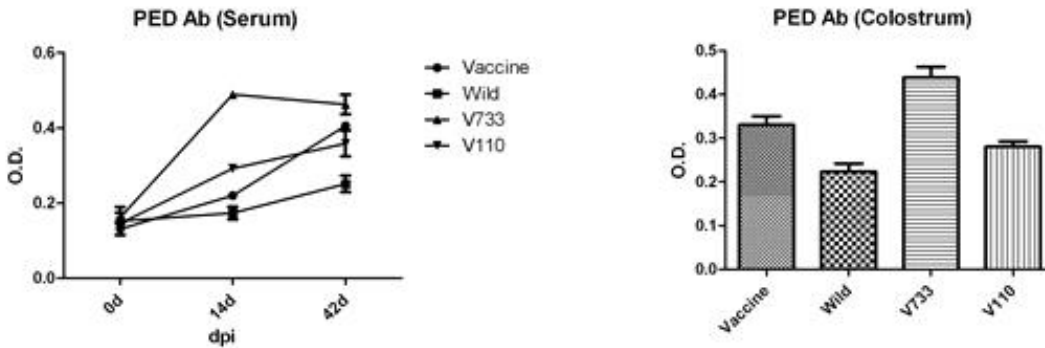 PED Ab (Serum)
O.D.
0.6
0.4
0.2
0.0
0d
14d
42d
dpi
Vaccine
Wild
V733
V110
PED Ab (Colostrum)
O.D.
0.5
0.4
0.3
0.2
0.1
0.0
Vaccine
Wild
V733
V110